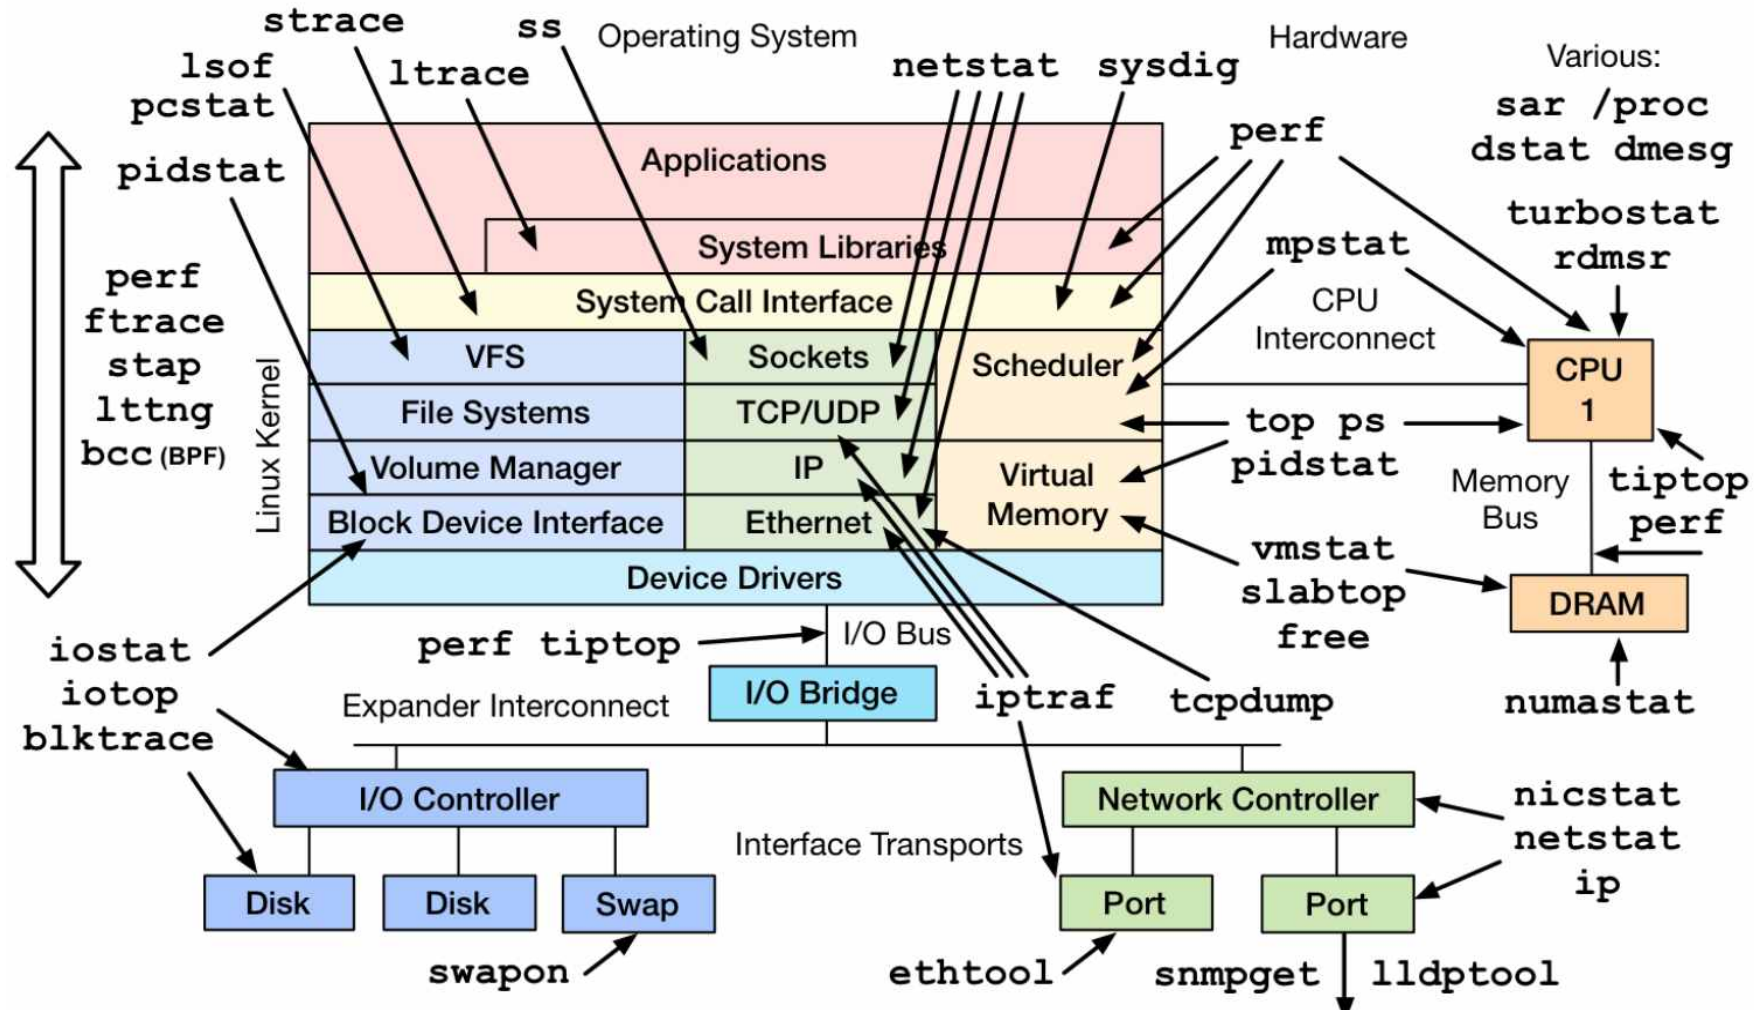 strace
ss
Operating System
Hardware
Various:
lsof
pcstat
ltrace
netstat
sysdig
sar /proc
dstat dmesg
perf
pidstat
Applications
turbostat
rdmsr
System Libraries
mpstat
perf
ftrace
stap
lttng
bcc (BPF)
System Call Interface
CPU
Interconnect
Linux Kernel
VFS
Sockets
Scheduler
CPU
1
File Systems
TCP/UDP
top ps
pidstat
Volume Manager
IP
Virtual
Memory
Memory
Bus
tiptop
perf
Block Device Interface
Ethernet
vmstat
slabtop
free
Device Drivers
DRAM
iostat
iotop
blktrace
perf tiptop
I/O Bus
I/O Bridge
iptraf
tcpdump
numastat
Expander Interconnect
I/O Controller
Network Controller
nicstat
netstat
ip
Interface Transports
Disk
Disk
Swap
Port
Port
swapon
ethtool
snmpget
lldptool